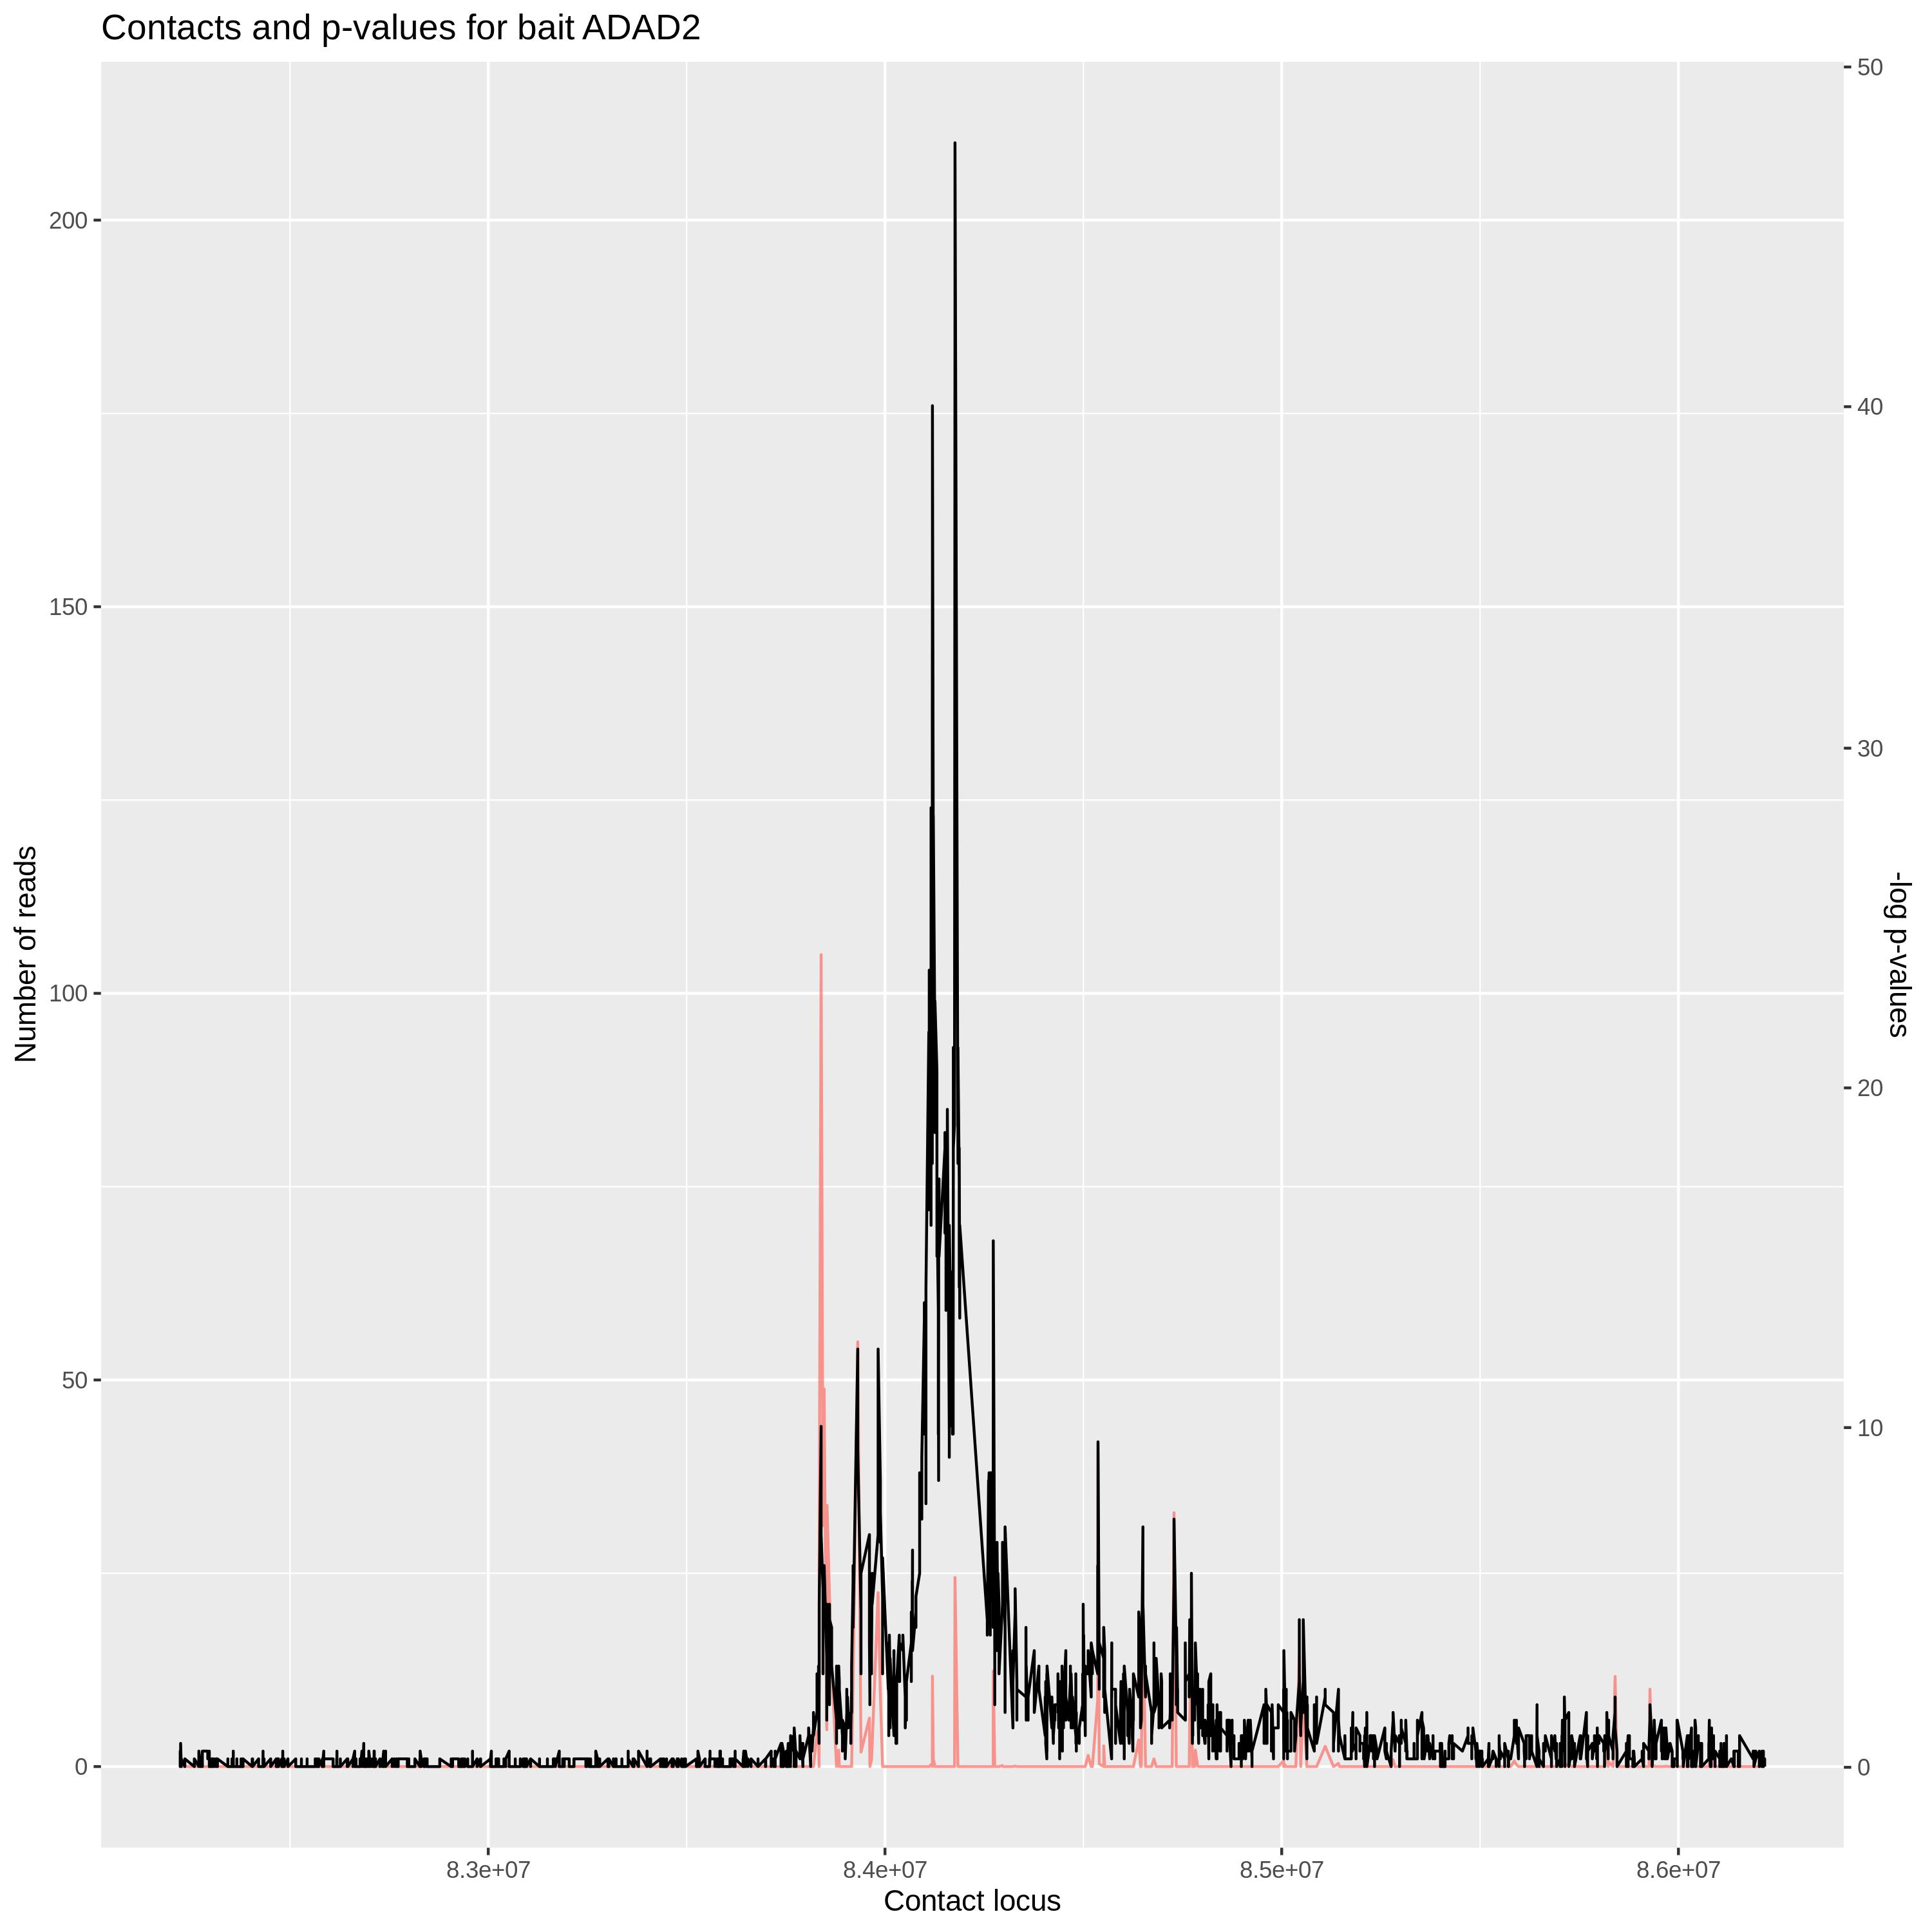 Contacts and p-values for bait ADAD2
Number of reads
200
150
100
50
0
50
40
30
20
10
0
-log p-values
8.3e+07
8.4e+07
8.5e+07
8.6e+07
Contact locus